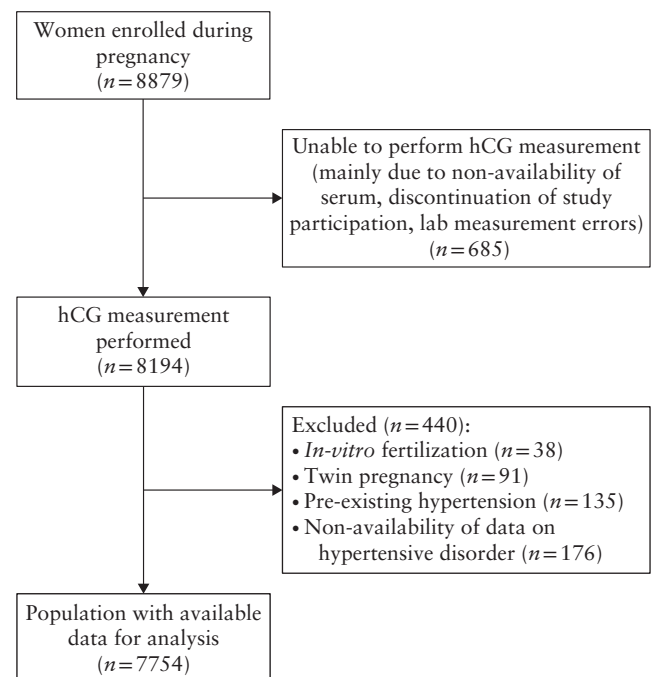 Women enrolled during
pregnancy
(n=8879)
Unable to perform hCG measurement
(mainly due to non-availability of
serum, discontinuation of study
participation, lab measurement errors)
(n=685)
hCG measurement
performed
(n=8194)
Excluded (n=440):
• In-vitro fertilization (n=38)
• Twin pregnancy (n=91)
• Pre-existing hypertension (n=135)
• Non-availability of data on
hypertensive disorder (n=176)
Population with available
data for analysis
(n=7754)